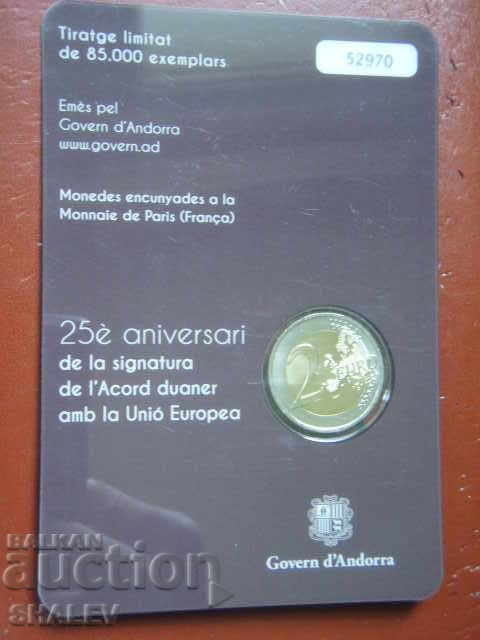 Tiratge limitat
de 85.000 exemplars
52970
Emès pel
Govern d'Andorra
www.govern.ad
Monedes encunyades a la
Monnaie de Paris (França)
25è aniversari
de la signatura
de l'Acord duaner
amb la Unió Europea
2 EURO
Govern d'Andorra
BALKAN
auction
SHALEV